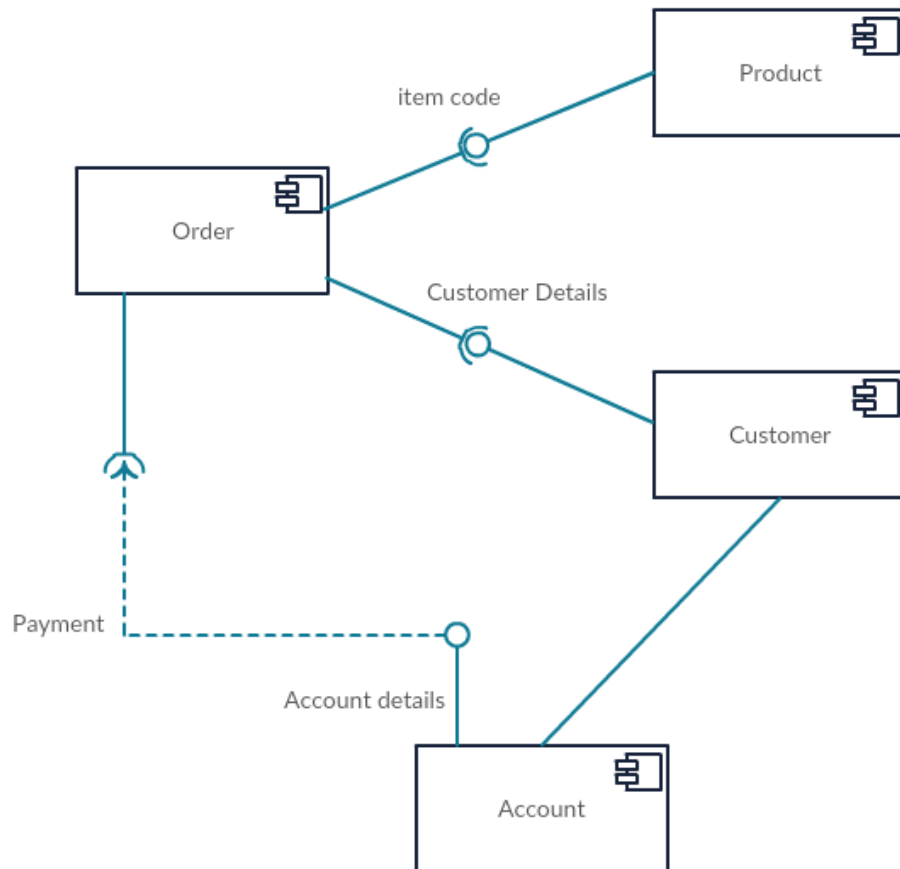 Product
item code
Order
Customer Details
Customer
Payment
Account details
Account